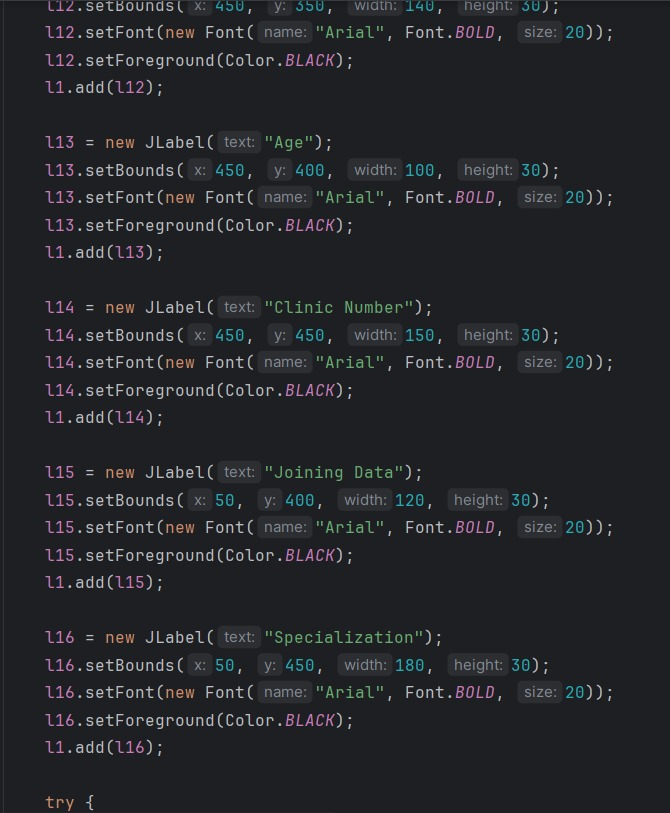 l12.setBounds( x: 450, y: 350, width: 140, height: 30);
l12.setFont(new Font( name: "Arial", Font.BOLD, size: 20));
l12.setForeground(Color.BLACK);
l1.add(l12);
l13 = new JLabel( text: "Age");
l13.setBounds( x: 450, y: 400, width: 100, height: 30);
l13.setFont(new Font( name: "Arial", Font.BOLD, size: 20));
l13.setForeground(Color.BLACK);
l1.add(l13);
l14 = new JLabel( text: "Clinic Number");
l14.setBounds( x: 450, y: 450, width: 150, height: 30);
l14.setFont(new Font( name: "Arial", Font.BOLD, size: 20));
l14.setForeground(Color.BLACK);
l1.add(l14);
l15 = new JLabel( text: "Joining Data");
l15.setBounds( x: 50, y: 400, width: 120, height: 30);
l15.setFont(new Font( name: "Arial", Font.BOLD, size: 20));
l15.setForeground(Color.BLACK);
l1.add(l15);
l16 = new JLabel( text: "Specialization");
l16.setBounds( x: 50, y: 450, width: 180, height: 30);
l16.setFont(new Font( name: "Arial", Font.BOLD, size: 20));
l16.setForeground(Color.BLACK);
l1.add(l16);
try {